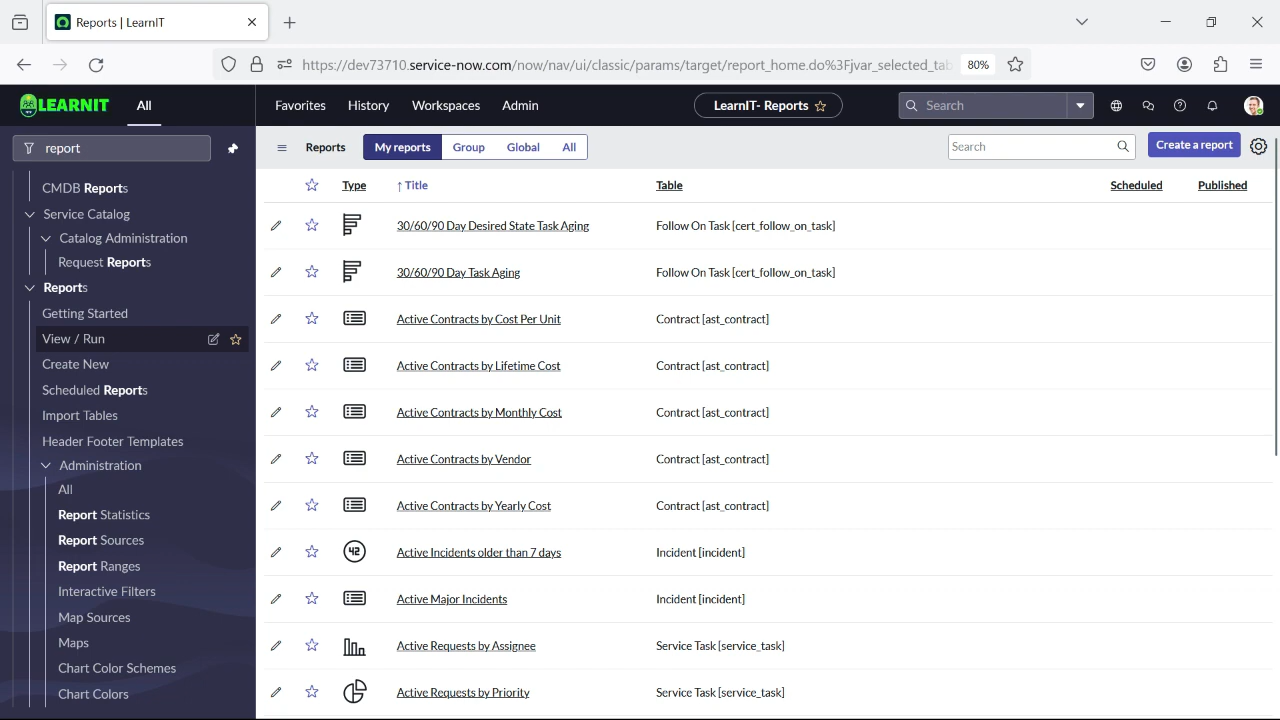 Reports | LearnIT
https://dev73710.service-now.com/now/nav/ui/classic/params/target/report_home.do%3Fjvar_selected_tab
80%
LEARNIT
All
Favorites
History
Workspaces
Admin
LearnIT- Reports
Search
report
CMDB Reports
Service Catalog
Catalog Administration
Request Reports
Reports
Getting Started
View / Run
Create New
Scheduled Reports
Import Tables
Header Footer Templates
Administration
All
Report Statistics
Report Sources
Report Ranges
Interactive Filters
Map Sources
Maps
Chart Color Schemes
Chart Colors
Reports
My reports
Group
Global
All
Search
Create a report
Type ↑Title Table Scheduled Published
30/60/90 Day Desired State Task Aging Follow On Task [cert_follow_on_task]
30/60/90 Day Task Aging Follow On Task [cert_follow_on_task]
Active Contracts by Cost Per Unit Contract [ast_contract]
Active Contracts by Lifetime Cost Contract [ast_contract]
Active Contracts by Monthly Cost Contract [ast_contract]
Active Contracts by Vendor Contract [ast_contract]
Active Contracts by Yearly Cost Contract [ast_contract]
42 Active Incidents older than 7 days Incident [incident]
Active Major Incidents Incident [incident]
Active Requests by Assignee Service Task [service_task]
Active Requests by Priority Service Task [service_task]